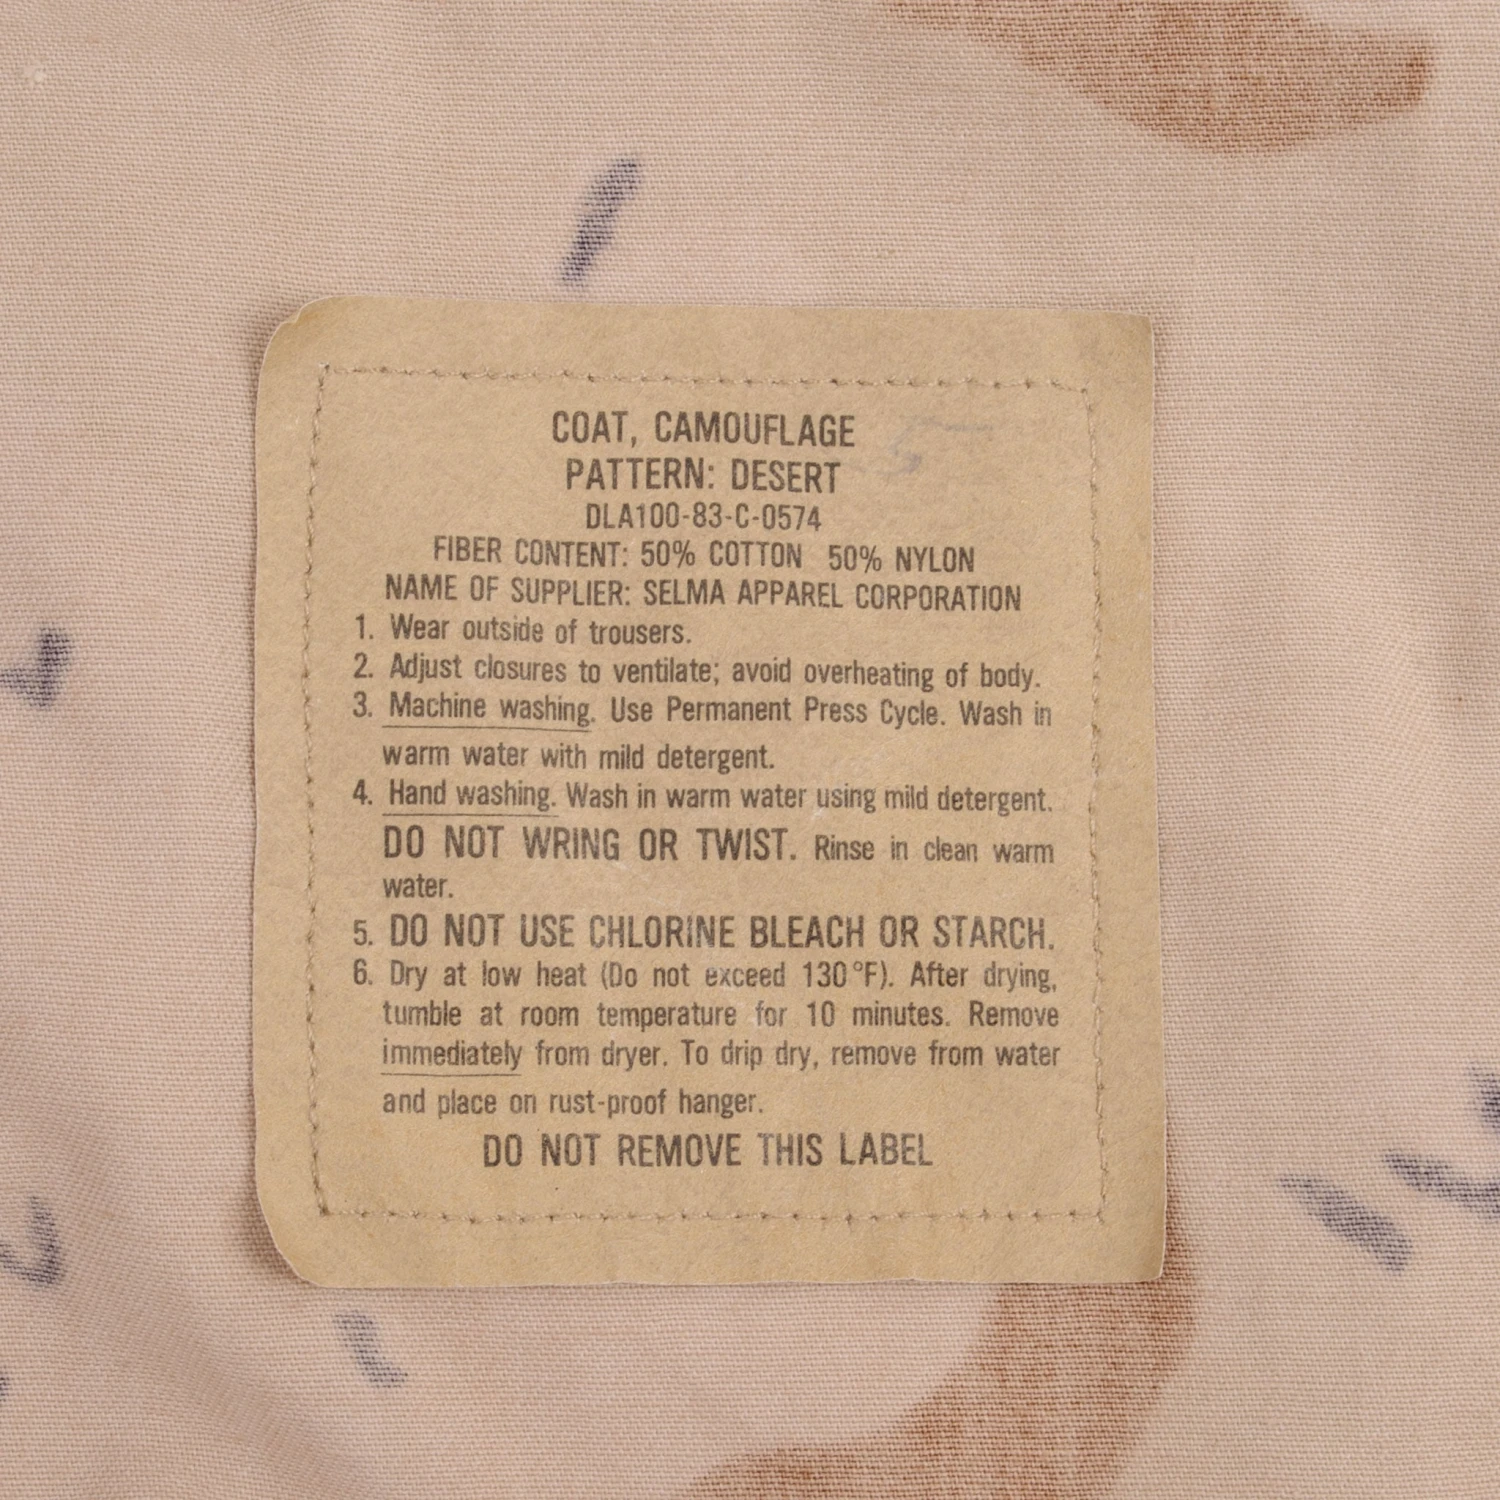 COAT, CAMOUFLAGE
PATTERN: DESERT
DLA100-83-C-0574
FIBER CONTENT: 50% COTTON 50% NYLON
NAME OF SUPPLIER: SELMA APPAREL CORPORATION
1. Wear outside of trousers.
2. Adjust closures to ventilate; avoid overheating of body.
3. Machine washing. Use Permanent Press Cycle. Wash in
warm water with mild detergent.
4. Hand washing. Wash in warm water using mild detergent.
DO NOT WRING OR TWIST. Rinse in clean warm
water.
5. DO NOT USE CHLORINE BLEACH OR STARCH.
6. Dry at low heat (Do not exceed 130°F). After drying,
tumble at room temperature for 10 minutes. Remove
immediately from dryer. To drip dry, remove from water
and place on rust-proof hanger.
DO NOT REMOVE THIS LABEL